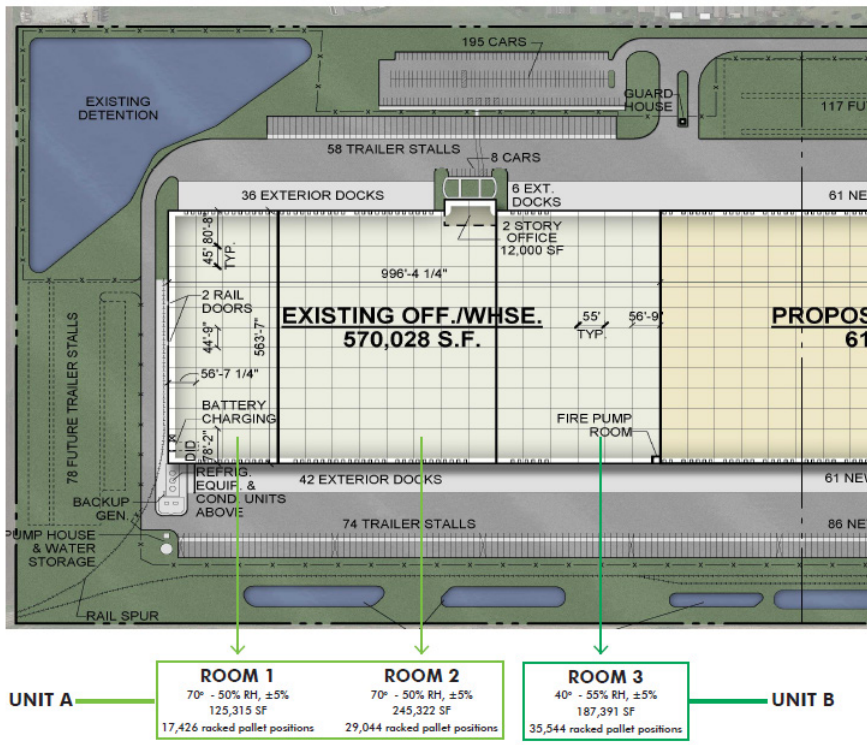 195 CARS
EXISTING
DETENTION
GUARD
HOUSE
117 FU
58 TRAILER STALLS
8 CARS
36 EXTERIOR DOCKS
6 EXT.
DOCKS
61 NE
2 STORY
OFFICE
12,000 SF
80'-8"
45'
TYP.
996'-4 1/4"
2 RAIL
DOORS
EXISTING OFF./WHSE.
570,028 S.F.
55'
TYP.
56'-9"
PROPOS
61
44'-9"
563'-7"
56'-7 1/4"
78 FUTURE TRAILER STALLS
BATTERY
CHARGING
FIRE PUMP
ROOM
DID
78'-2"
REFRIG.
EQUIP. &
COND. UNITS
ABOVE
42 EXTERIOR DOCKS
61 NEW
BACKUP
GEN.
74 TRAILER STALLS
86 NE
PUMP HOUSE
& WATER
STORAGE
RAIL SPUR
UNIT A
ROOM 1
70° - 50% RH, ±5%
125,315 SF
17,426 racked pallet positions
ROOM 2
70° - 50% RH, ±5%
245,322 SF
29,044 racked pallet positions
ROOM 3
40° - 55% RH, ±5%
187,391 SF
35,544 racked pallet positions
UNIT B